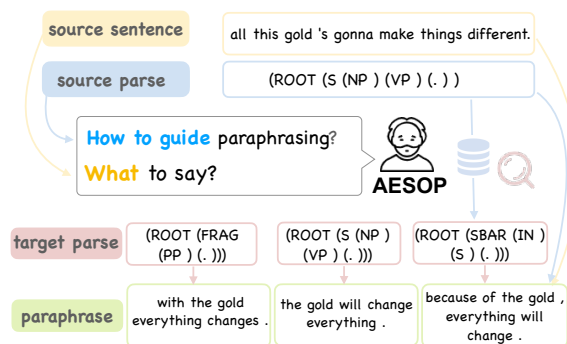 source sentence
all this gold 's gonna make things different.
source parse
(ROOT (S (NP ) (VP ) (. ) )
How to guide paraphrasing?
What to say?
AESOP
target parse
(ROOT (FRAG
(PP ) (. )))
(ROOT (S (NP )
(VP ) (. )))
(ROOT (SBAR (IN )
(S ) (. )))
paraphrase
with the gold
everything changes .
the gold will change
everything .
because of the gold ,
everything will
change .